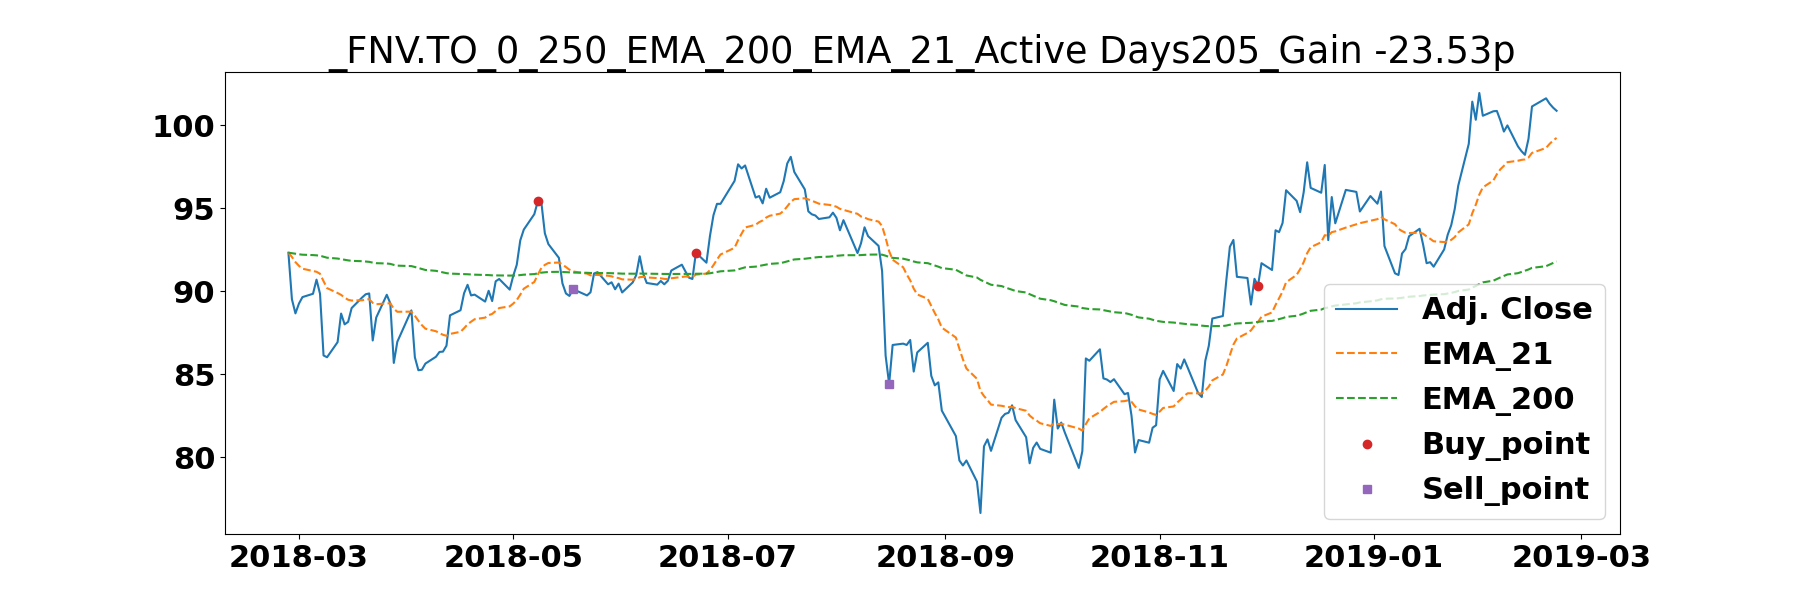 _FNV.TO_0_250_EMA_200_EMA_21_Active Days205_Gain -23.53p
100
95
90
85
80
Adj. Close
EMA_21
EMA_200
Buy_point
Sell_point
2018-03 2018-05 2018-07 2018-09 2018-11 2019-01 2019-03